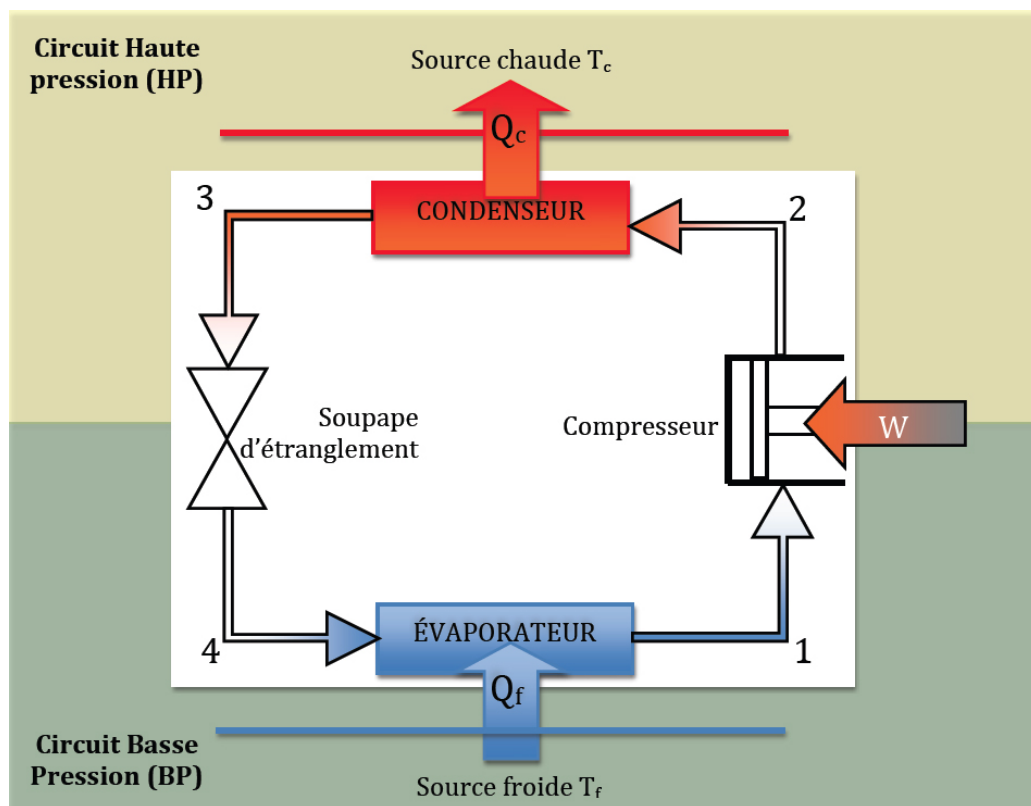 Circuit Haute
pression (HP)
Source chaude Tc
Qc
3
CONDENSEUR
2
Soupape
d'étranglement
Compresseur
W
4
ÉVAPORATEUR
1
Qf
Circuit Basse
Pression (BP)
Source froide Tf